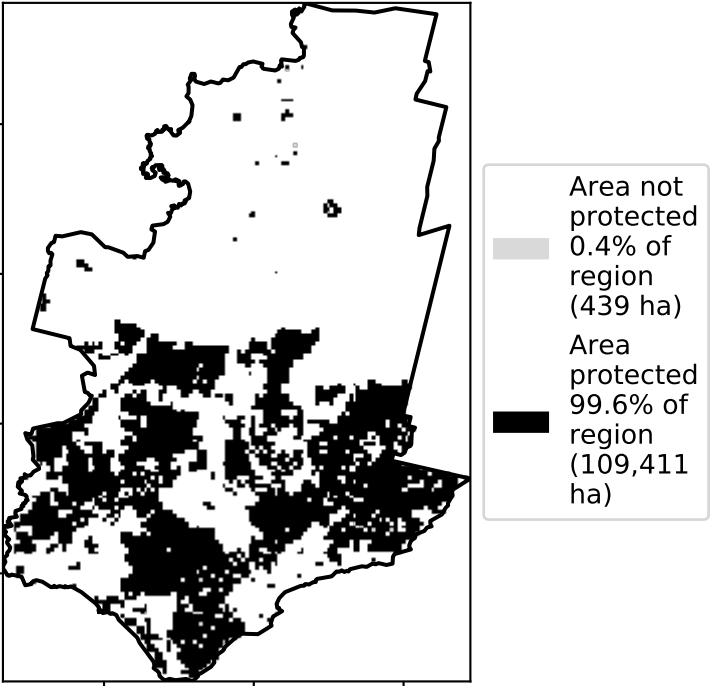 Area not
protected
0.4% of
region
(439 ha)
Area
protected
99.6% of
region
(109,411
ha)